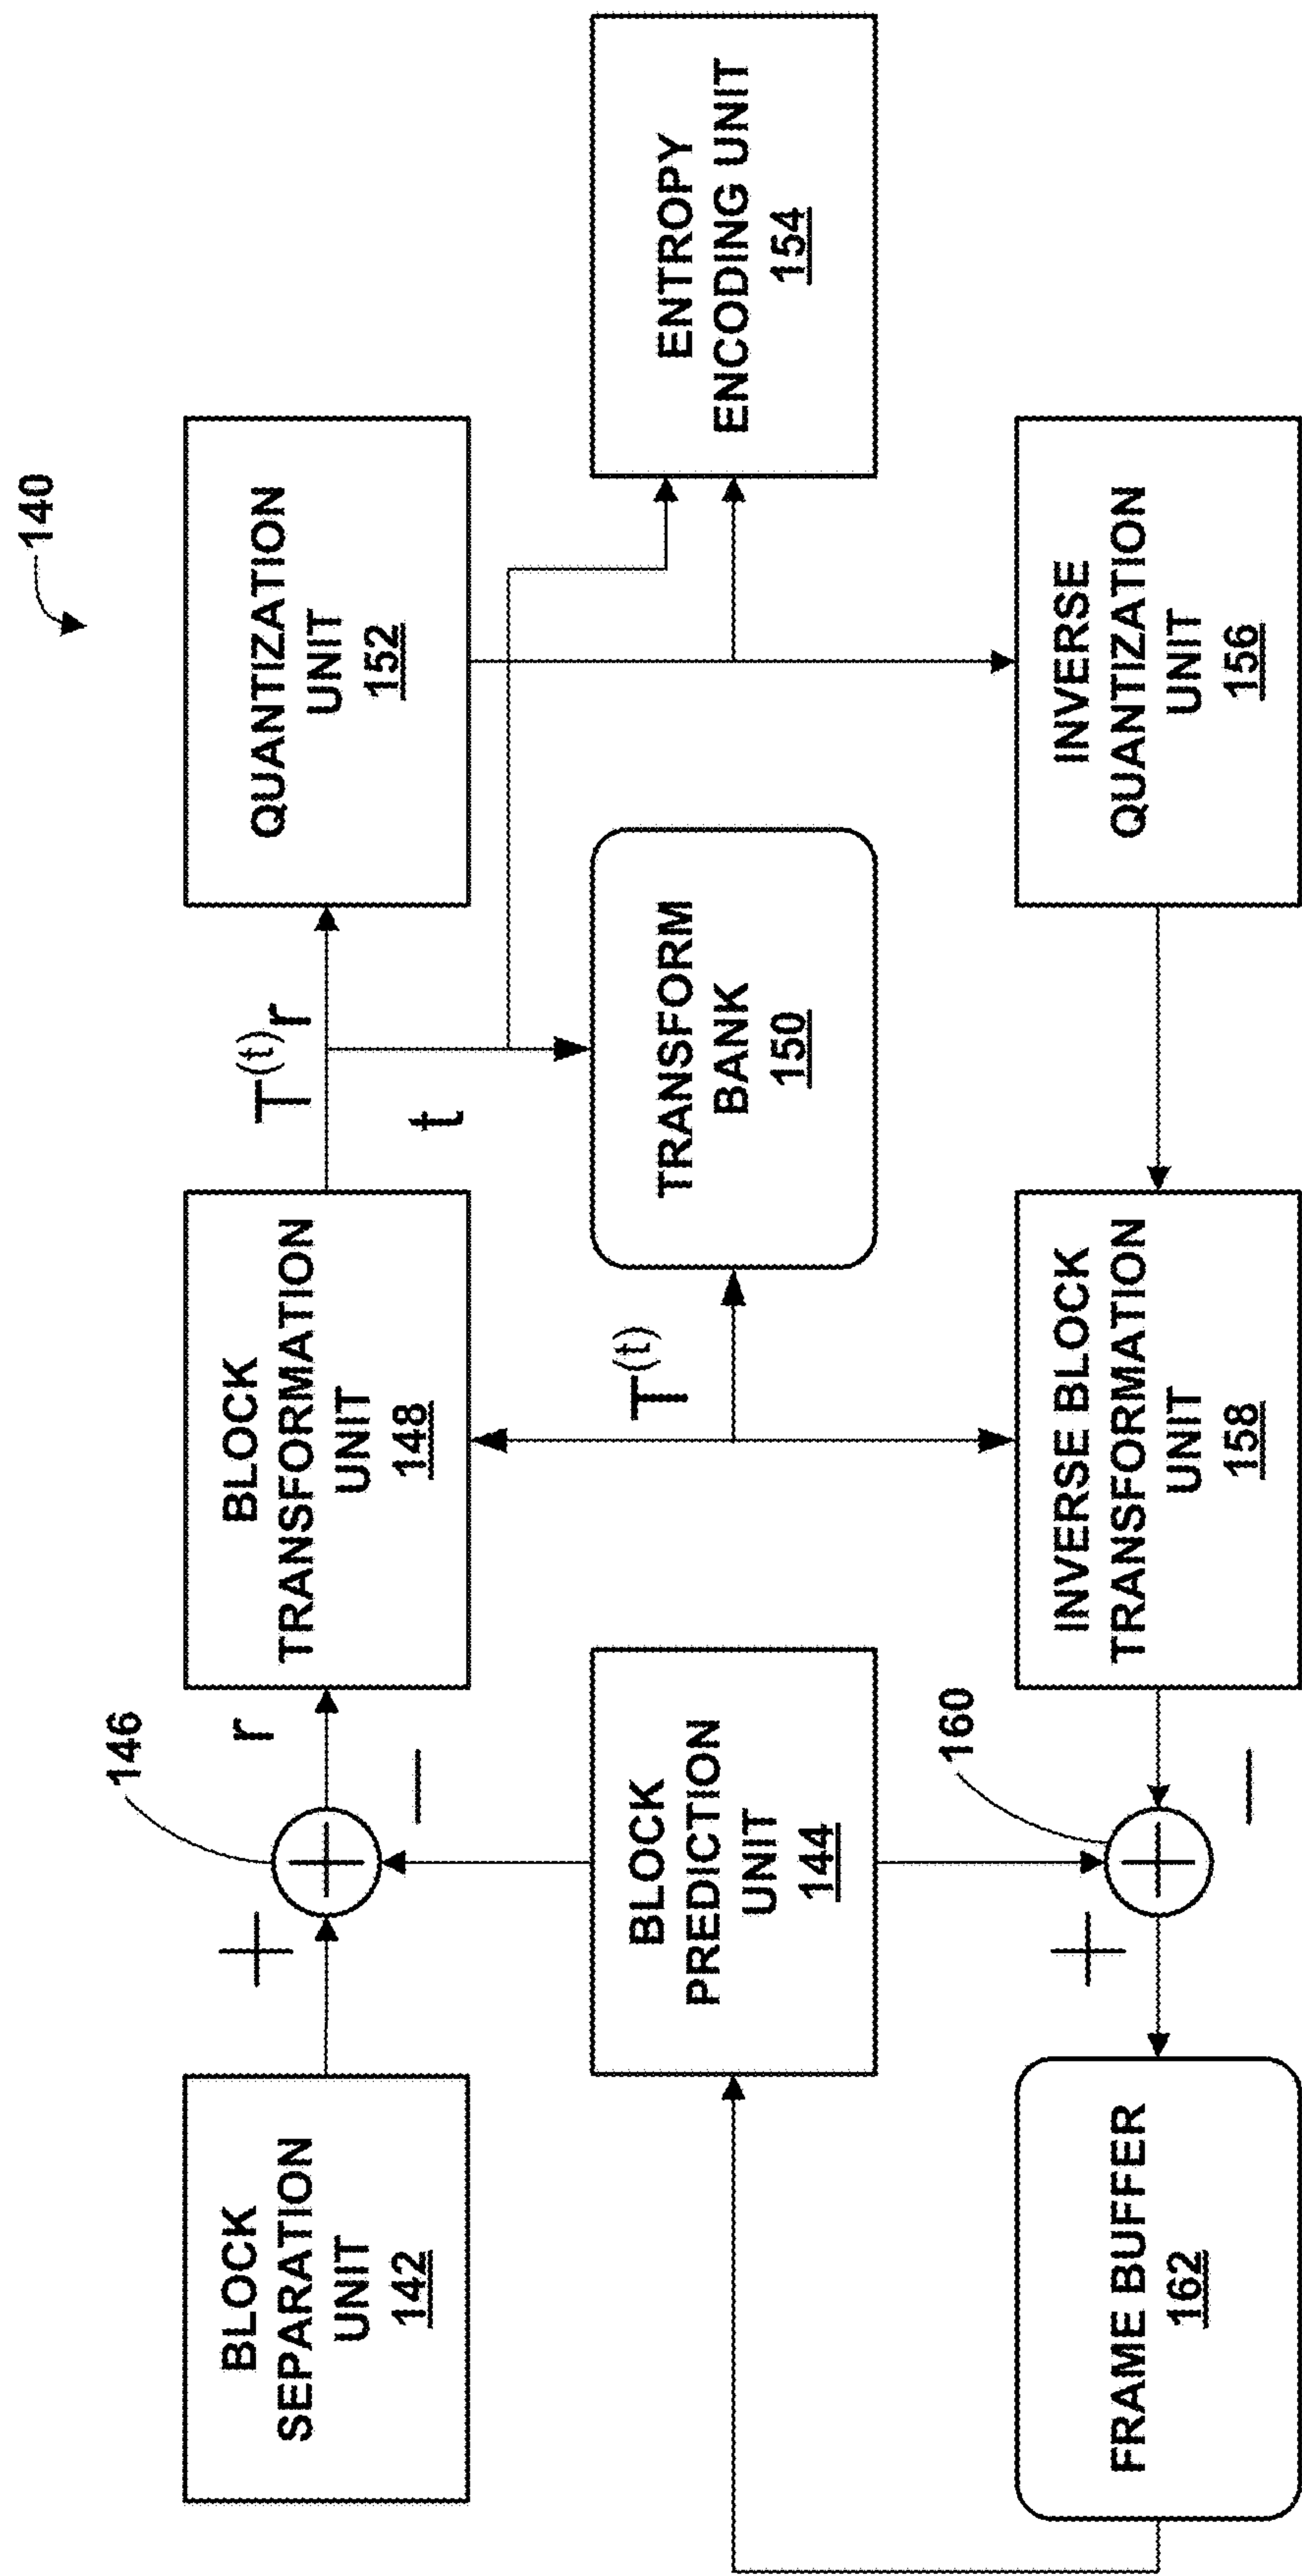 140
BLOCK
SEPARATION
UNIT
142
+
146
r
−
BLOCK
TRANSFORMATION
UNIT
148
T(t)r
t
QUANTIZATION
UNIT
152
BLOCK
PREDICTION
UNIT
144
T(t)
TRANSFORM
BANK
150
ENTROPY
ENCODING UNIT
154
FRAME BUFFER
162
+
160
−
INVERSE BLOCK
TRANSFORMATION
UNIT
158
INVERSE
QUANTIZATION
UNIT
156